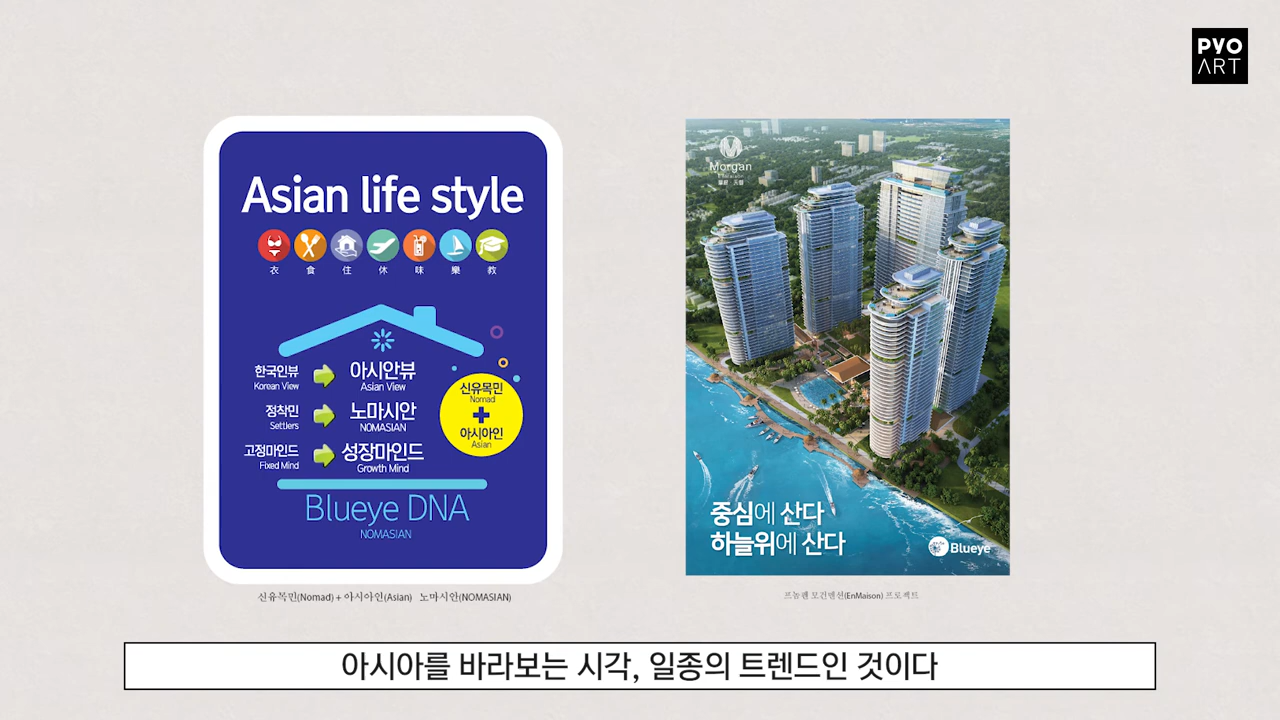 PYO
ART
Asian life style
衣 食 住 休 味 樂 敎
한국인뷰
Korean View
아시안뷰
Asian View
정착민
Settlers
노마시안
NOMASIAN
고정마인드
Fixed Mind
성장마인드
Growth Mind
신유목민
Nomad
아시아인
Asian
Blueye DNA
NOMASIAN
신유목민(Nomad) + 아시아인(Asian) 노마시안(NOMASIAN)
Morgan
중심에 산다
하늘위에 산다
Blueye
프놈펜 모건멘션(EnMaison) 프로젝트
아시아를 바라보는 시각, 일종의 트렌드인 것이다